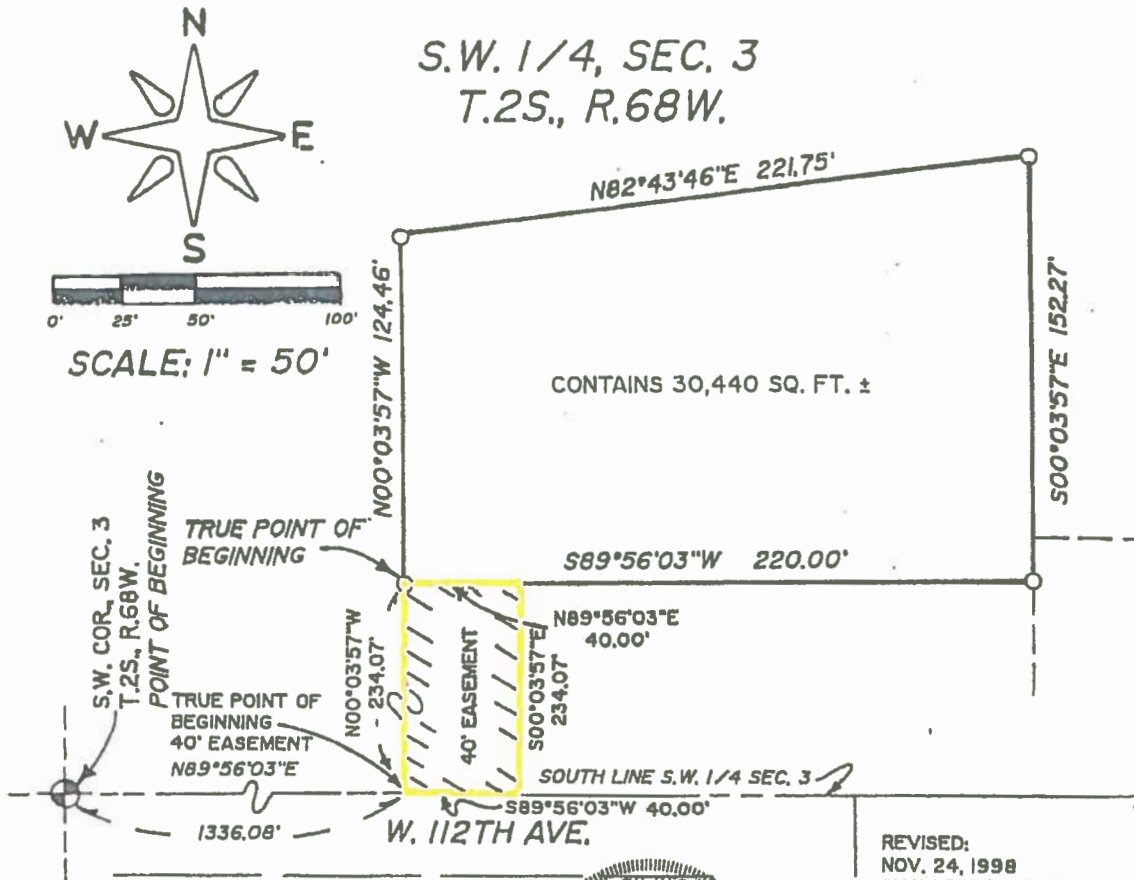 N
W E
S
S.W. 1/4, SEC. 3
T.2S., R.68W.
0' 25' 50' 100'
SCALE: 1" = 50'
N82°43'46"E 221.75'
N00°03'57"W 124.46'
CONTAINS 30,440 SQ. FT. ±
S00°03'57"E 152.27'
S89°56'03"W 220.00'
TRUE POINT OF
BEGINNING
S.W. COR., SEC. 3
T.2S., R.68W.
POINT OF BEGINNING
N89°56'03"E
40.00'
N00°03'57"W
234.07'
40' EASEMENT
S00°03'57"E
234.07'
TRUE POINT OF
BEGINNING
40' EASEMENT
N89°56'03"E
1336.08'
SOUTH LINE S.W. 1/4 SEC. 3
S89°56'03"W 40.00'
W. 112TH AVE.
REVISED:
NOV. 24, 1998